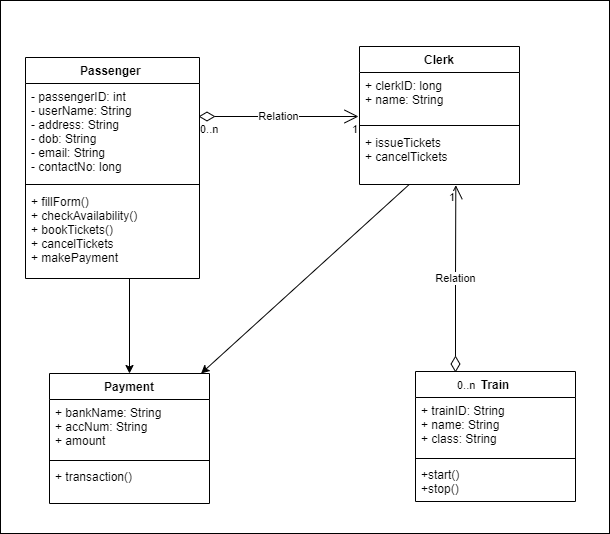 Passenger
- passengerID: int
- userName: String
- address: String
- dob: String
- email: String
- contactNo: long
+ fillForm()
+ checkAvailability()
+ bookTickets()
+ cancelTickets
+ makePayment
0..n
Relation
1
Clerk
+ clerkID: long
+ name: String
+ issueTickets
+ cancelTickets
1
Relation
Payment
+ bankName: String
+ accNum: String
+ amount
+ transaction()
0..n Train
+ trainID: String
+ name: String
+ class: String
+start()
+stop()